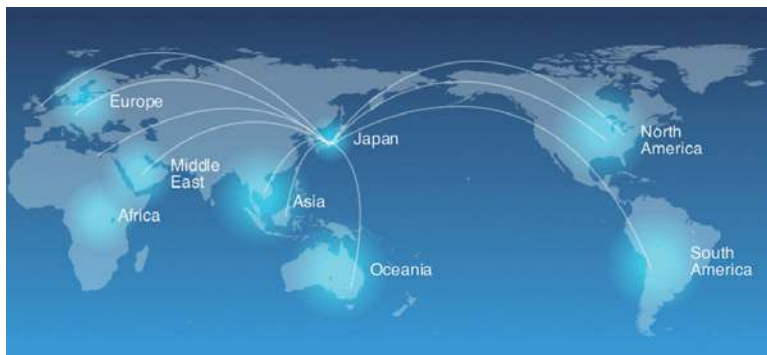 Europe
Japan
North
America
Middle
East
Asia
Africa
Oceania
South
America